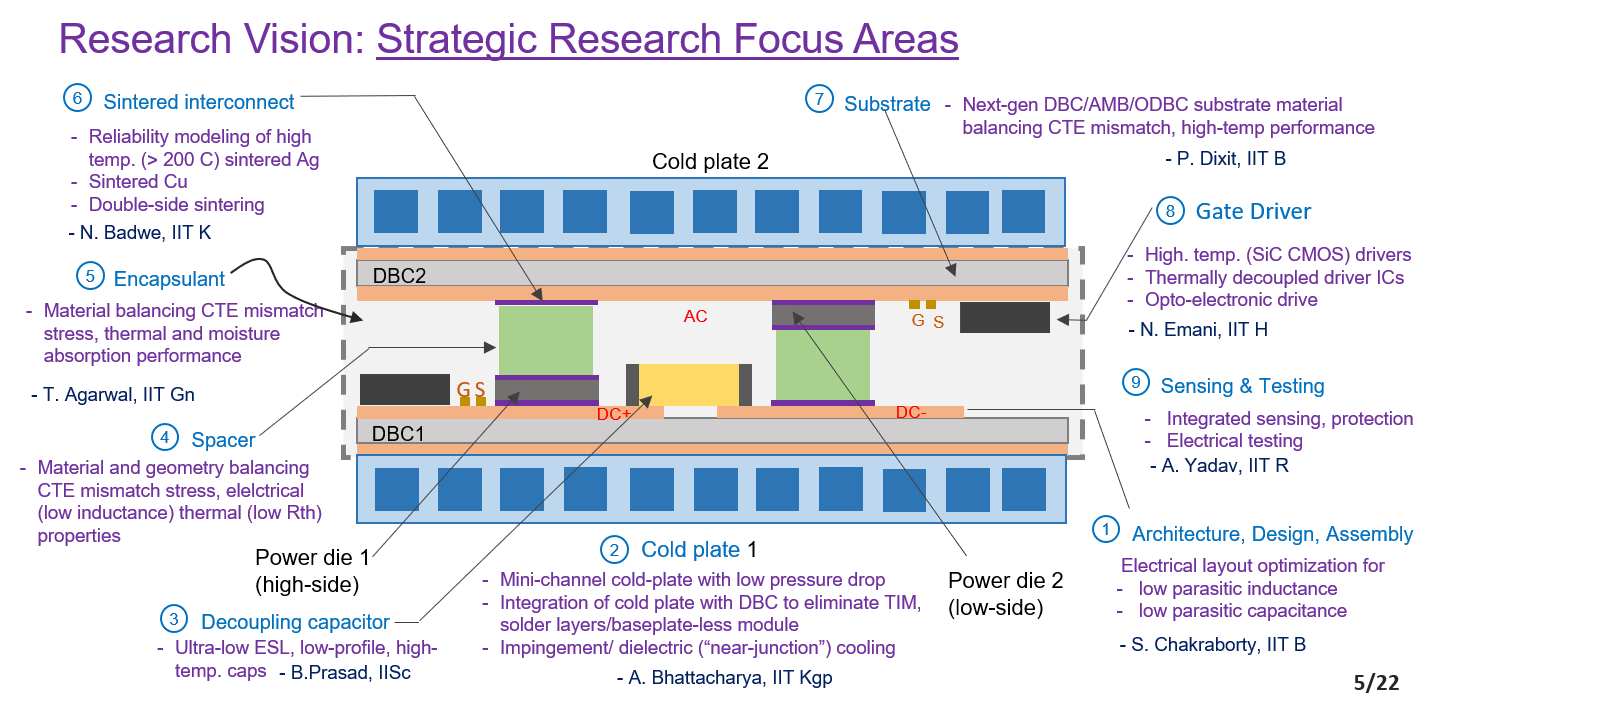 Research Vision: Strategic Research Focus Areas
6 Sintered interconnect
- Reliability modeling of high
temp. (> 200 C) sintered Ag
- Sintered Cu
- Double-side sintering
- N. Badwe, IIT K
5 Encapsulant
- Material balancing CTE mismatch
stress, thermal and moisture
absorption performance
- T. Agarwal, IIT Gn
4 Spacer
- Material and geometry balancing
CTE mismatch stress, elelctrical
(low inductance) thermal (low Rth)
properties
Power die 1
(high-side)
3 Decoupling capacitor
- Ultra-low ESL, low-profile, high-
temp. caps - B.Prasad, IISc
Cold plate 2
DBC2
AC
G S
G S
DC+
DC-
DBC1
2 Cold plate 1
- Mini-channel cold-plate with low pressure drop
- Integration of cold plate with DBC to eliminate TIM,
solder layers/baseplate-less module
- Impingement/ dielectric (“near-junction”) cooling
- A. Bhattacharya, IIT Kgp
Power die 2
(low-side)
7 Substrate - Next-gen DBC/AMB/ODBC substrate material
balancing CTE mismatch, high-temp performance
- P. Dixit, IIT B
8 Gate Driver
- High. temp. (SiC CMOS) drivers
- Thermally decoupled driver ICs
- Opto-electronic drive
- N. Emani, IIT H
9 Sensing & Testing
- Integrated sensing, protection
- Electrical testing
- A. Yadav, IIT R
1 Architecture, Design, Assembly
Electrical layout optimization for
- low parasitic inductance
- low parasitic capacitance
- S. Chakraborty, IIT B
5/22